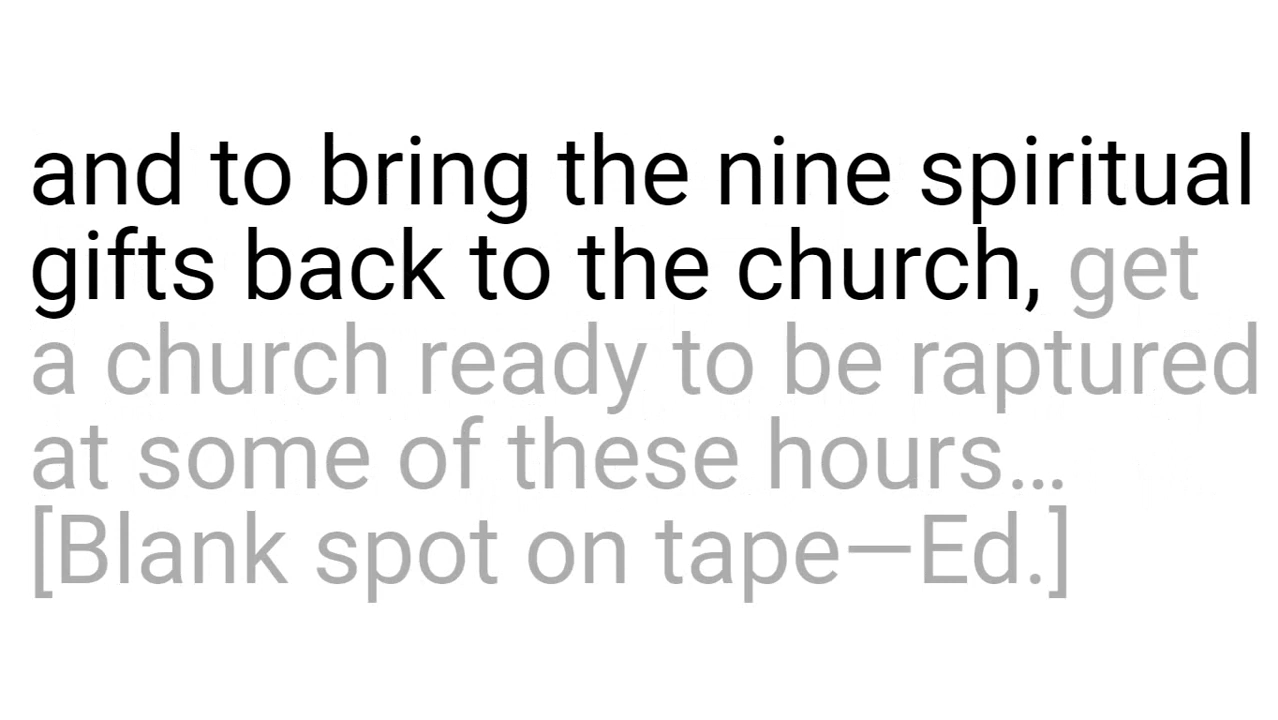 and to bring the nine spiritual
gifts back to the church, get
a church ready to be raptured
at some of these hours…
[Blank spot on tape—Ed.]